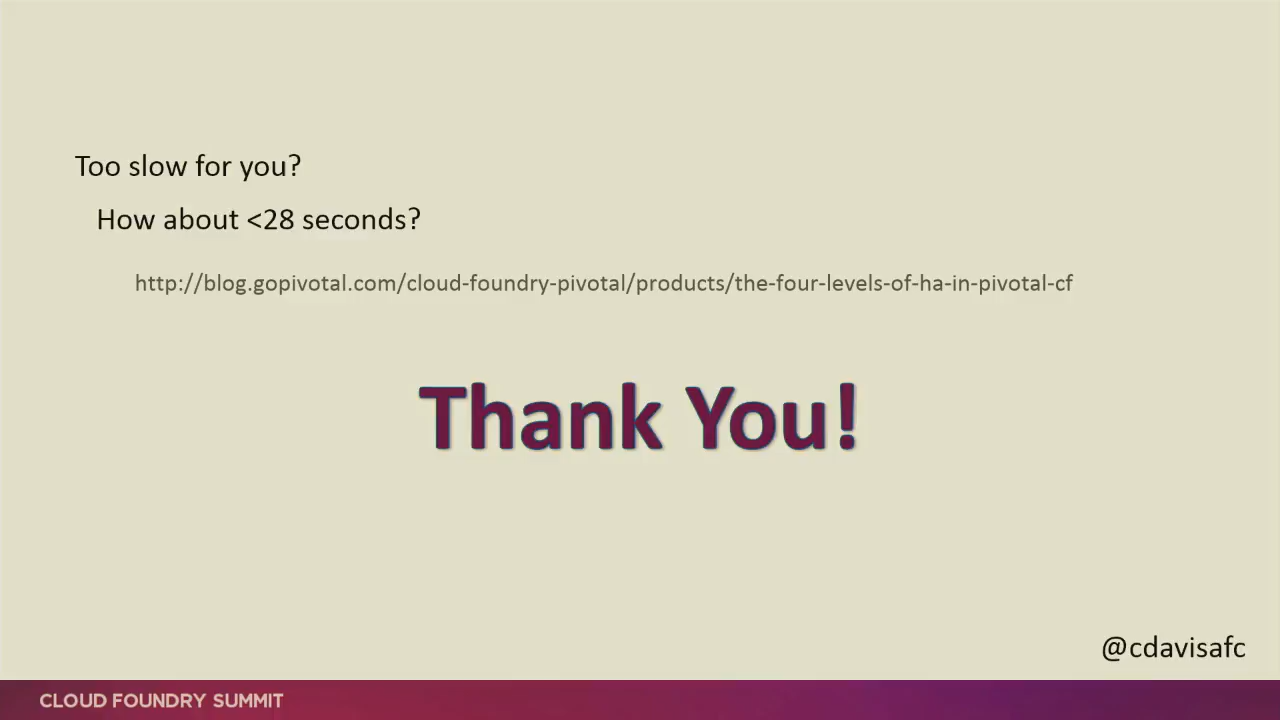 Too slow for you?
How about <28 seconds?
http://blog.gopivotal.com/cloud-foundry-pivotal/products/the-four-levels-of-ha-in-pivotal-cf
Thank You!
@cdavisafc
CLOUD FOUNDRY SUMMIT